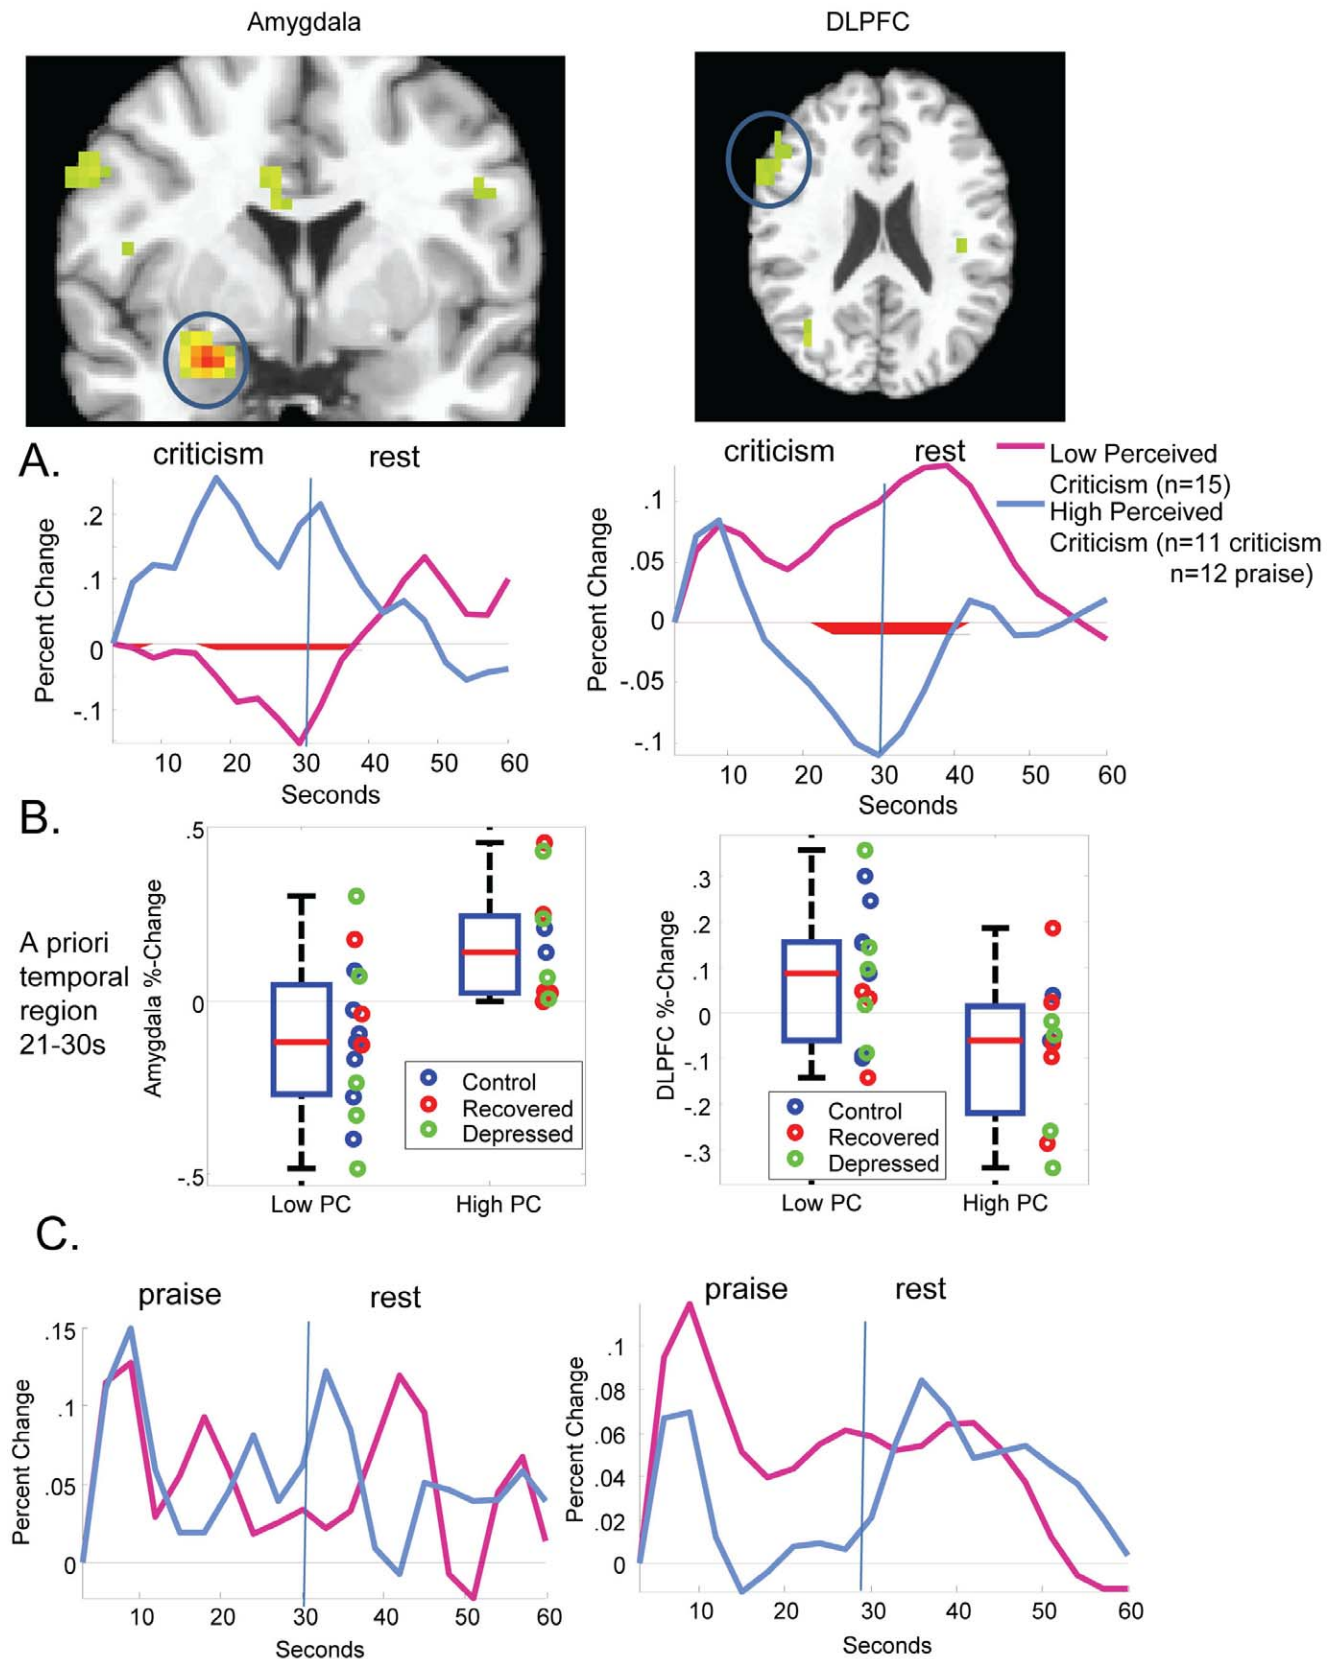 Amygdala
DLPFC
A.
criticism
rest
.2
.1
0
-.1
Percent Change
10 20 30 40 50 60
Seconds
criticism
rest
.1
.05
0
-.05
-.1
Percent Change
10 20 30 40 50 60
Seconds
Low Perceived
Criticism (n=15)
High Perceived
Criticism (n=11 criticism
n=12 praise)
B.
A priori
temporal
region
21-30s
Amygdala %-Change
.5
0
-.5
Control
Recovered
Depressed
Low PC
High PC
DLPFC %-Change
.3
.2
.1
0
-.1
-.2
-.3
Control
Recovered
Depressed
Low PC
High PC
C.
praise
rest
.15
.1
.05
0
Percent Change
10 20 30 40 50 60
Seconds
praise
rest
.1
.08
.06
.04
.02
0
Percent Change
10 20 30 40 50 60
Seconds